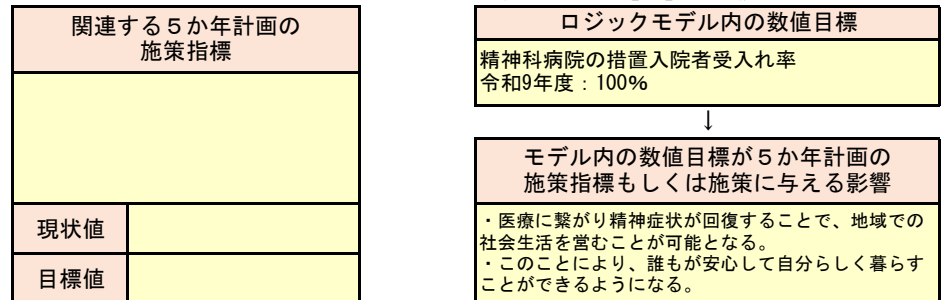 関連する５か年計画の
施策指標
現状値
目標値
ロジックモデル内の数値目標
精神科病院の措置入院者受入れ率
令和9年度：100%
↓
モデル内の数値目標が５か年計画の
施策指標もしくは施策に与える影響
・医療に繋がり精神症状が回復することで、地域での
社会生活を営むことが可能となる。
・このことにより、誰もが安心して自分らしく暮らす
ことができるようになる。